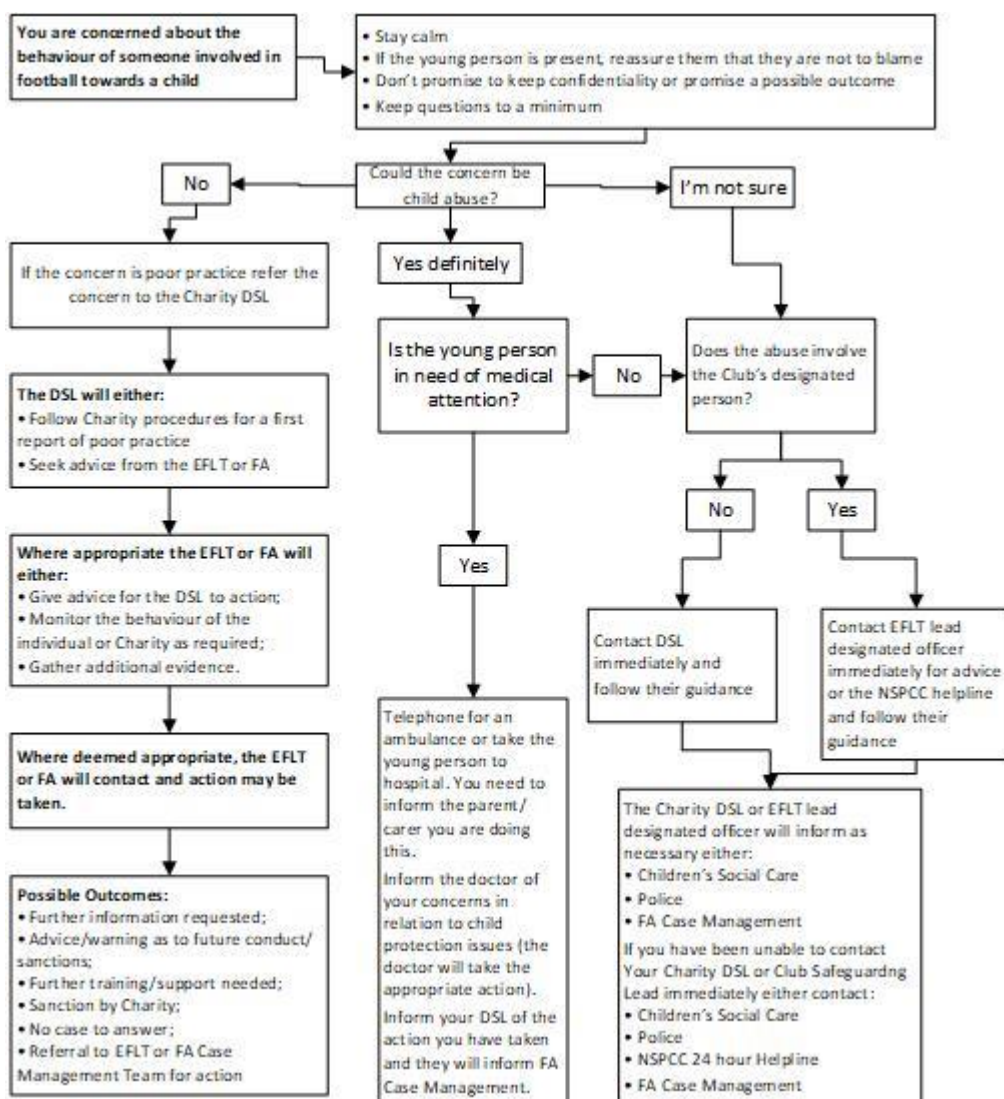 You are concerned about the
behaviour of someone involved in
football towards a child
• Stay calm
• If the young person is present, reassure them that they are not to blame
• Don't promise to keep confidentiality or promise a possible outcome
• Keep questions to a minimum
Could the concern be
child abuse?
No
I'm not sure
Yes definitely
If the concern is poor practice refer the
concern to the Charity DSL
Is the young person
in need of medical
attention?
No
Does the abuse involve
the Club's designated
person?
The DSL will either:
• Follow Charity procedures for a first
report of poor practice
• Seek advice from the EFLT or FA
No
Yes
Where appropriate the EFLT or FA will
either:
• Give advice for the DSL to action;
• Monitor the behaviour of the
individual or Charity as required;
• Gather additional evidence.
Yes
Contact DSL
immediately and
follow their guidance
Contact EFLT lead
designated officer
immediately for advice
or the NSPCC helpline
and follow their
guidance
Where deemed appropriate, the EFLT
or FA will contact and action may be
taken.
Telephone for an
ambulance or take the
young person to
hospital. You need to
inform the parent/
carer you are doing
this.
Inform the doctor of
your concerns in
relation to child
protection issues (the
doctor will take the
appropriate action).
Inform your DSL of the
action you have taken
and they will inform FA
Case Management.
The Charity DSL or EFLT lead
designated officer will inform as
necessary either:
• Children's Social Care
• Police
• FA Case Management
If you have been unable to contact
Your Charity DSL or Club Safeguardng
Lead immediately either contact:
• Children's Social Care
• Police
• NSPCC 24 hour Helpline
• FA Case Management
Possible Outcomes:
• Further information requested;
• Advice/warning as to future conduct/
sanctions;
• Further training/support needed;
• Sanction by Charity;
• No case to answer;
• Referral to EFLT or FA Case
Management Team for action